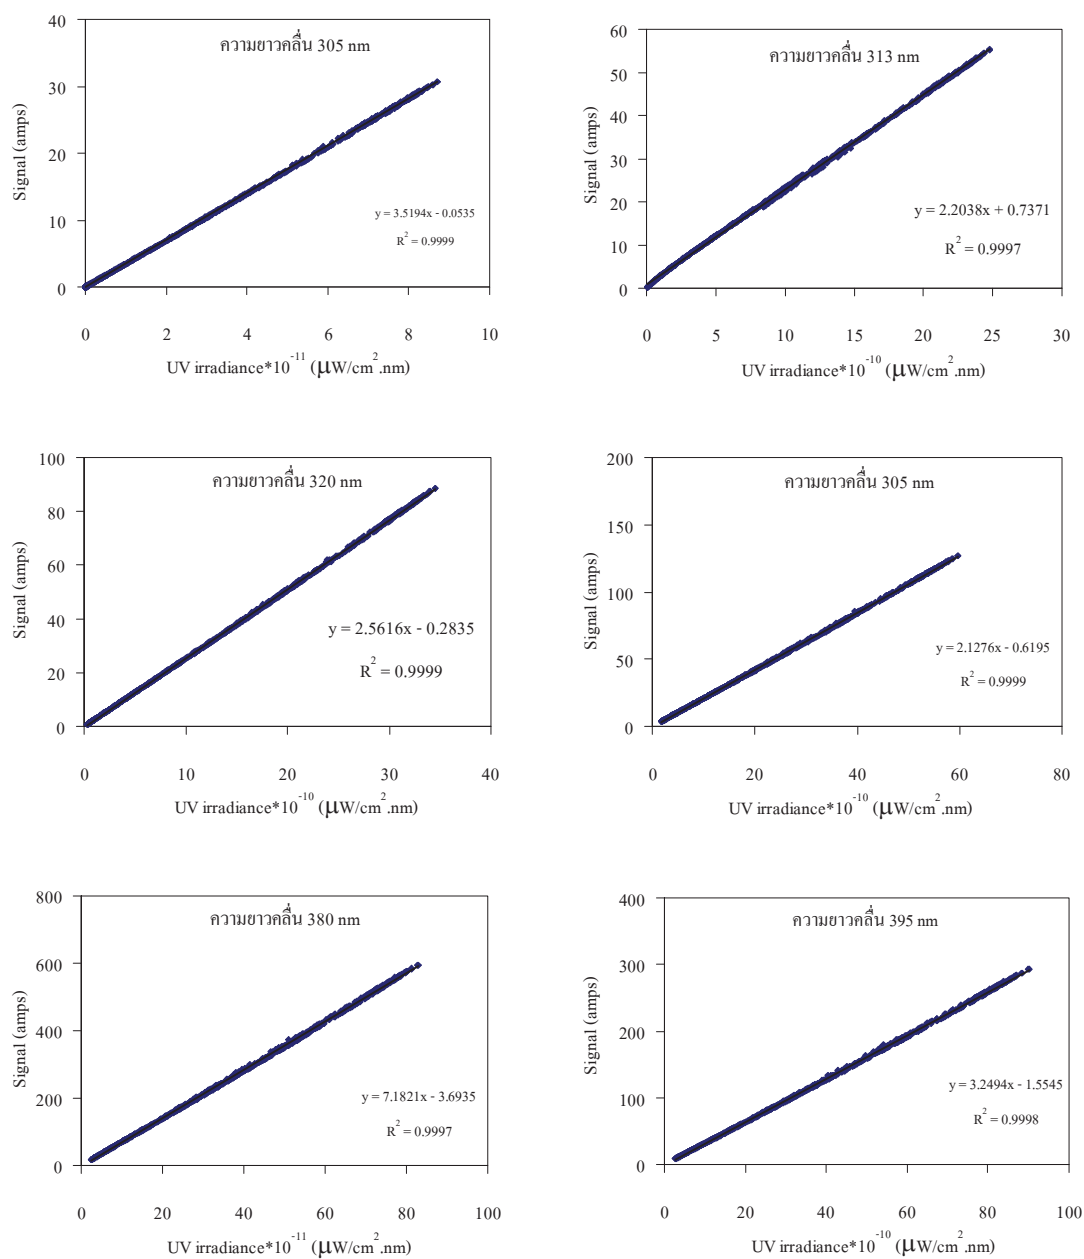 ความยาวคลื่น 305 nm
40
30
20
10
0
Signal (amps)
y = 3.5194x - 0.0535
R² = 0.9999
0 2 4 6 8 10
UV irradiance*10⁻¹¹ (μW/cm².nm)
ความยาวคลื่น 313 nm
60
50
40
30
20
10
0
Signal (amps)
y = 2.2038x + 0.7371
R² = 0.9997
0 5 10 15 20 25 30
UV irradiance*10⁻¹⁰ (μW/cm².nm)
ความยาวคลื่น 320 nm
100
80
60
40
20
0
Signal (amps)
y = 2.5616x - 0.2835
R² = 0.9999
0 10 20 30 40
UV irradiance*10⁻¹⁰ (μW/cm².nm)
ความยาวคลื่น 305 nm
200
150
100
50
0
Signal (amps)
y = 2.1276x - 0.6195
R² = 0.9999
0 20 40 60 80
UV irradiance*10⁻¹⁰ (μW/cm².nm)
ความยาวคลื่น 380 nm
800
600
400
200
0
Signal (amps)
y = 7.1821x - 3.6935
R² = 0.9997
0 20 40 60 80 100
UV irradiance*10⁻¹¹ (μW/cm².nm)
ความยาวคลื่น 395 nm
400
300
200
100
0
Signal (amps)
y = 3.2494x - 1.5545
R² = 0.9998
0 20 40 60 80 100
UV irradiance*10⁻¹⁰ (μW/cm².nm)